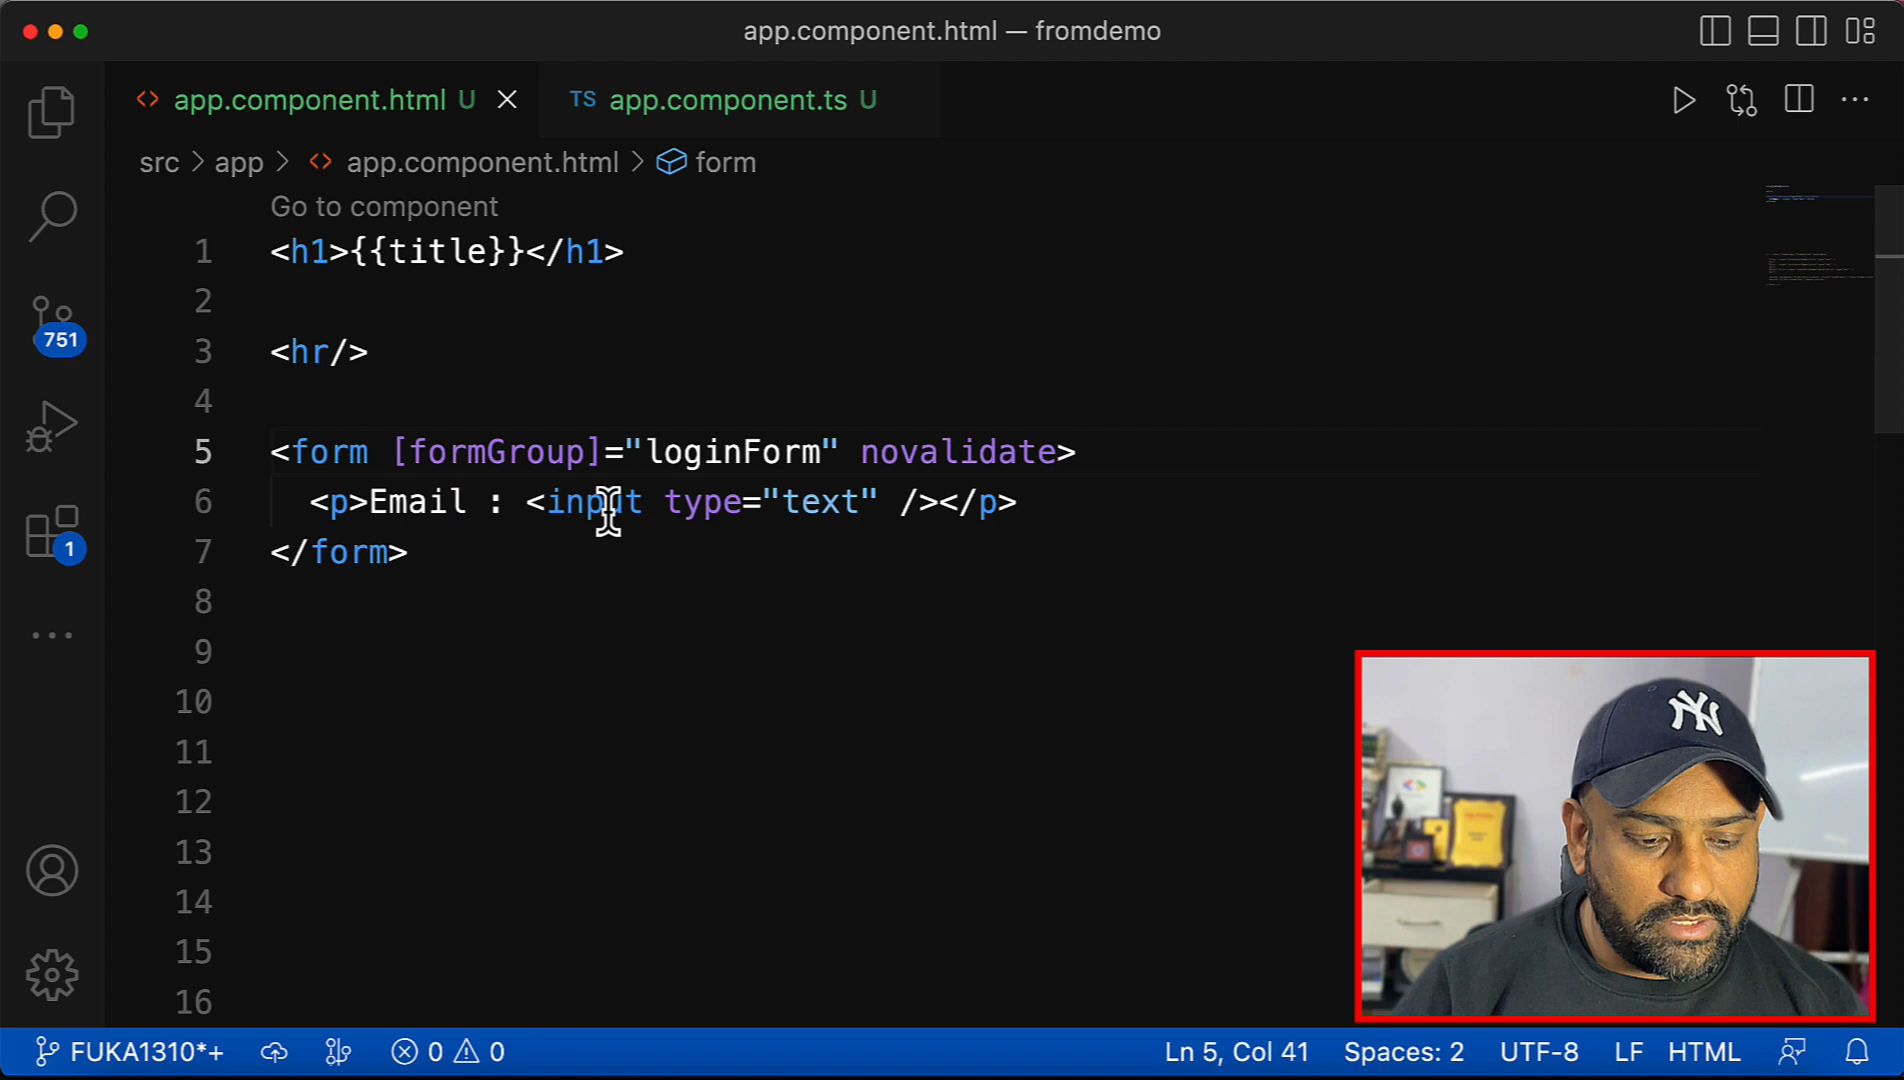 app.component.html — fromdemo
app.component.html U
TS app.component.ts U
src > app > app.component.html > form
Go to component
1 <h1>{{title}}</h1>
2
3 <hr/>
4
5 <form [formGroup]="loginForm" novalidate>
6 <p>Email : <input type="text" /></p>
7 </form>
8
9
10
11
12
13
14
15
16
751
1
NY
FUKA1310*+ 0 0 Ln 5, Col 41 Spaces: 2 UTF-8 LF HTML